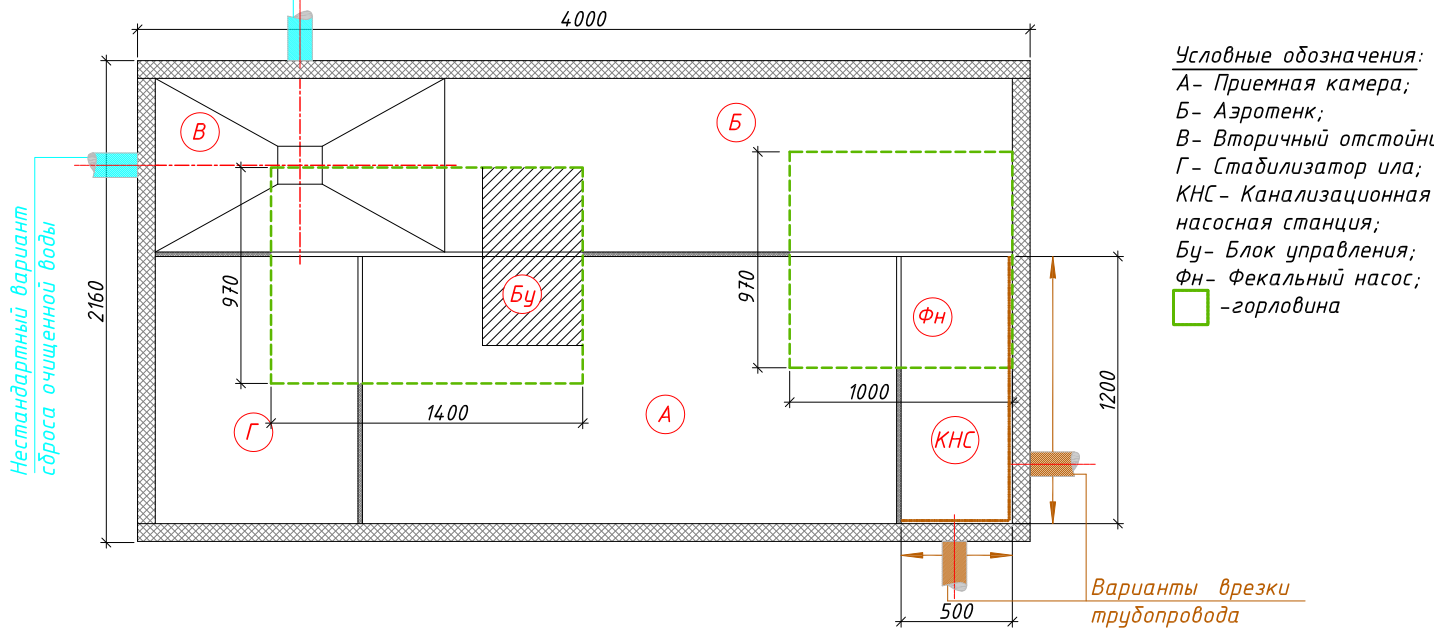 4000
Условные обозначения:
А- Приемная камера;
Б- Аэротенк;
В- Вторичный
Г- Стабилизатор ила;
КНС- Канализационная
насосная станция;
Бу- Блок управления;
Фн- Фекальный насос;
-горловина
В
Б
Нестандартный вариант
сброса очищенной воды
2160
970
Бу
970
Фн
1400
1000
1200
Г
А
КНС
Варианты врезки
трубопровода
500